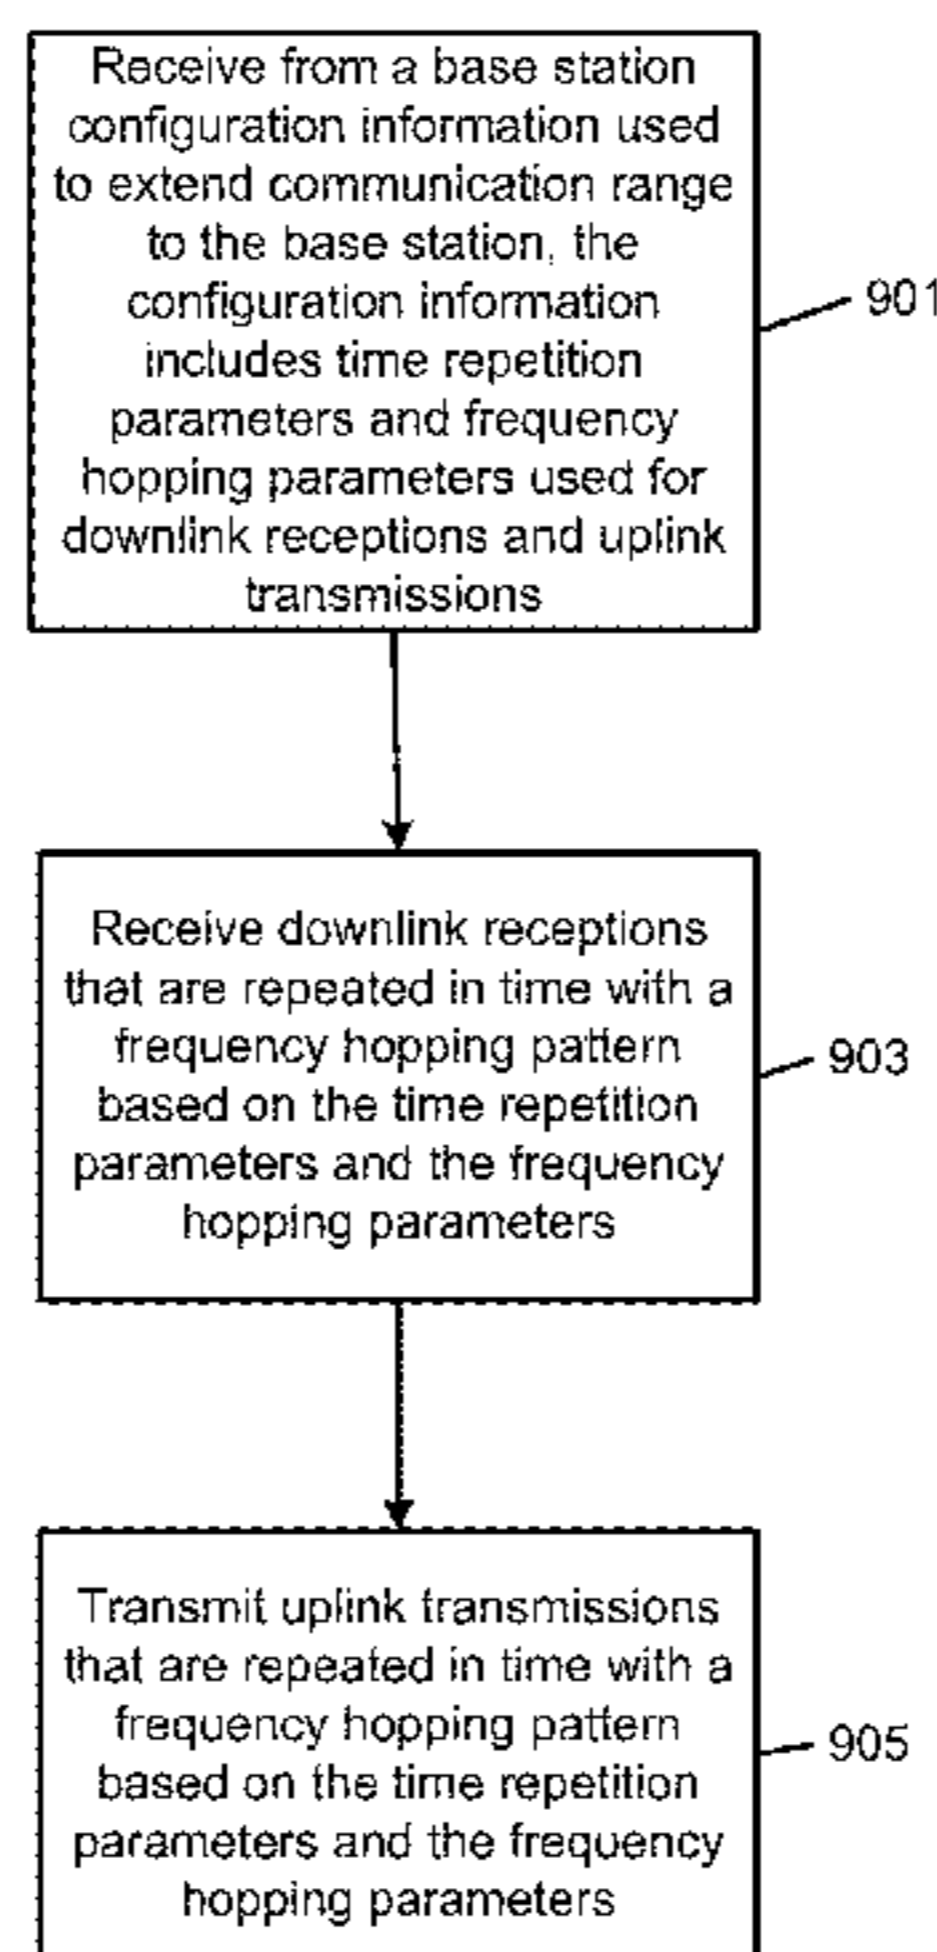 Receive from a base station
configuration information used
to extend communication range
to the base station, the
configuration information
includes time repetition
parameters and frequency
hopping parameters used for
downlink receptions and uplink
transmissions
901
Receive downlink receptions
that are repeated in time with a
frequency hopping pattern
based on the time repetition
parameters and the frequency
hopping parameters
903
Transmit uplink transmissions
that are repeated in time with a
frequency hopping pattern
based on the time repetition
parameters and the frequency
hopping parameters
905